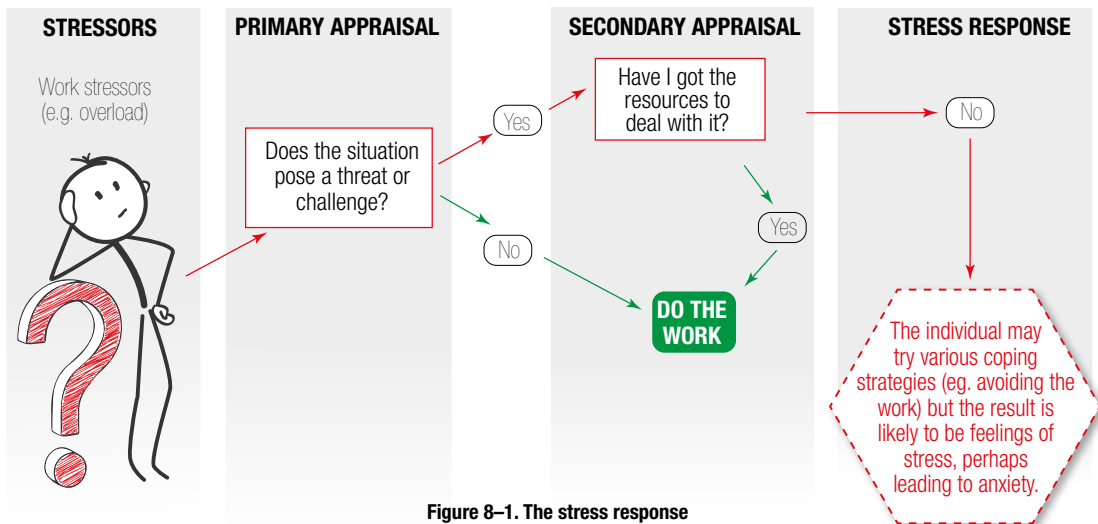 STRESSORS
PRIMARY APPRAISAL
SECONDARY APPRAISAL
STRESS RESPONSE
Work stressors
(e.g. overload)
Does the situation
pose a threat or
challenge?
Yes
No
Have I got the
resources to
deal with it?
Yes
DO THE
WORK
No
The individual may
try various coping
strategies (eg. avoiding the
work) but the result is
likely to be feelings of
stress, perhaps
leading to anxiety.
Figure 8–1. The stress response